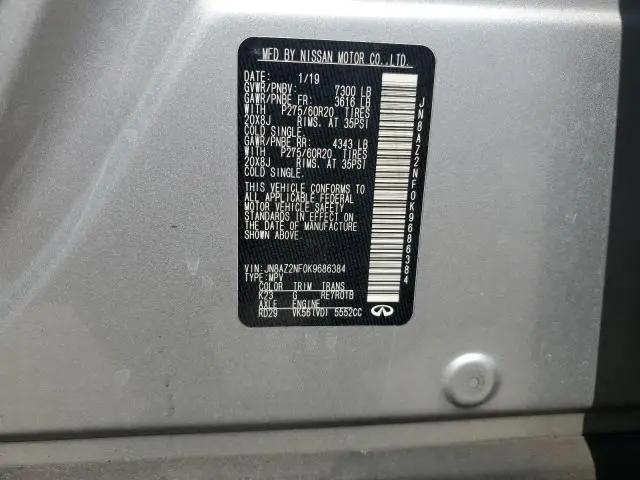 MFD BY NISSAN MOTOR CO.,LTD.
DATE: 1/19
GVWR/PNBV: 7300 LB
GAWR/PNBE FR: 3616 LB
WITH P275/60R20 TIRES
20X8J RIMS. AT 35PSI
COLD SINGLE.
GAWR/PNBE RR: 4343 LB
WITH P275/60R20 TIRES
20X8J RIMS. AT 35PSI
COLD SINGLE.
THIS VEHICLE CONFORMS TO
ALL APPLICABLE FEDERAL
MOTOR VEHICLE SAFETY
STANDARDS IN EFFECT ON
THE DATE OF MANUFACTURE
SHOWN ABOVE.
VIN:JN8AZ2NF0K9686384
TYPE:MPV
COLOR TRIM TRANS
K23 G RE7R01B
AXLE ENGINE
RD29 VK56(VD) 5552CC
JN8AZ2NF0K9686384